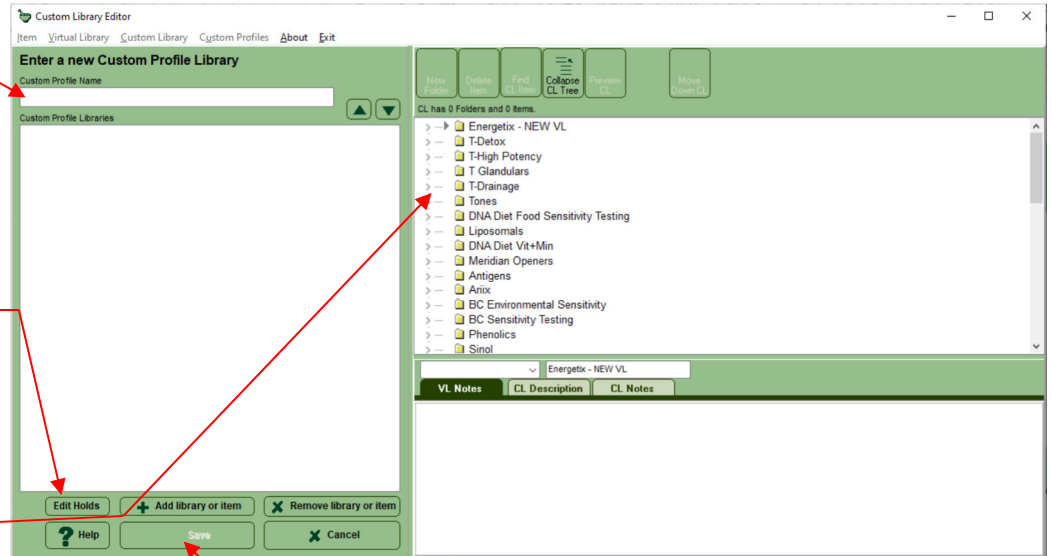 Custom Library Editor
Item Virtual Library Custom Library Custom Profiles About Exit
Enter a new Custom Profile Library
Custom Profile Name
Custom Profile Libraries
Edit Holds
Add library or item
Remove library or item
Help
Save
Cancel
New Folder
Delete Item
Find CL Item
Collapse CL Tree
Preview CL
Move Down CL
CL has 0 Folders and 0 Items.
Energetix - NEW VL
T-Detox
T-High Potency
T Glandulars
T-Drainage
Tones
DNA Diet Food Sensitivity Testing
Liposomals
DNA Diet Vit+Min
Meridian Openers
Antigens
Ariix
BC Environmental Sensitivity
BC Sensitivity Testing
Phenolics
Sinol
Energetix - NEW VL
VL Notes
CL Description
CL Notes